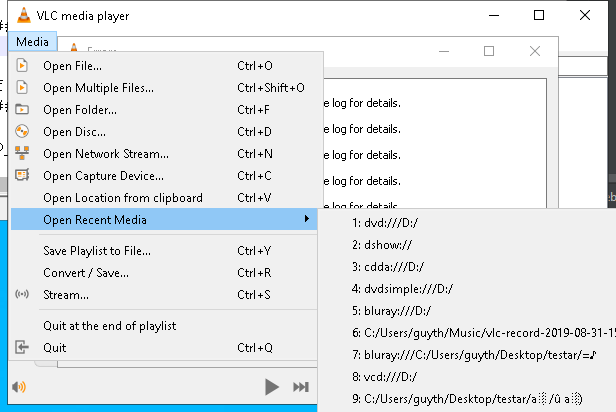 VLC media player
Media
Open File... Ctrl+O
Open Multiple Files... Ctrl+Shift+O
e log for details.
Open Folder... Ctrl+F
Open Disc... Ctrl+D
e log for details.
Open Network Stream... Ctrl+N
e log for details.
Open Capture Device... Ctrl+C
e log for details.
Open Location from clipboard Ctrl+V
e log for details.
Open Recent Media
1: dvd:///D:/
2: dshow://
3: cdda:///D:/
4: dvdsimple:///D:/
5: bluray:///D:/
6: C:/Users/guyth/Music/vlc-record-2019-08-31-15
7: bluray:///C:/Users/guyth/Desktop/testar/=♪
8: vcd:///D:/
9: C:/Users/guyth/Desktop/testar/a░/û a░)
Save Playlist to File... Ctrl+Y
Convert / Save... Ctrl+R
Stream... Ctrl+S
Quit at the end of playlist
Quit Ctrl+Q